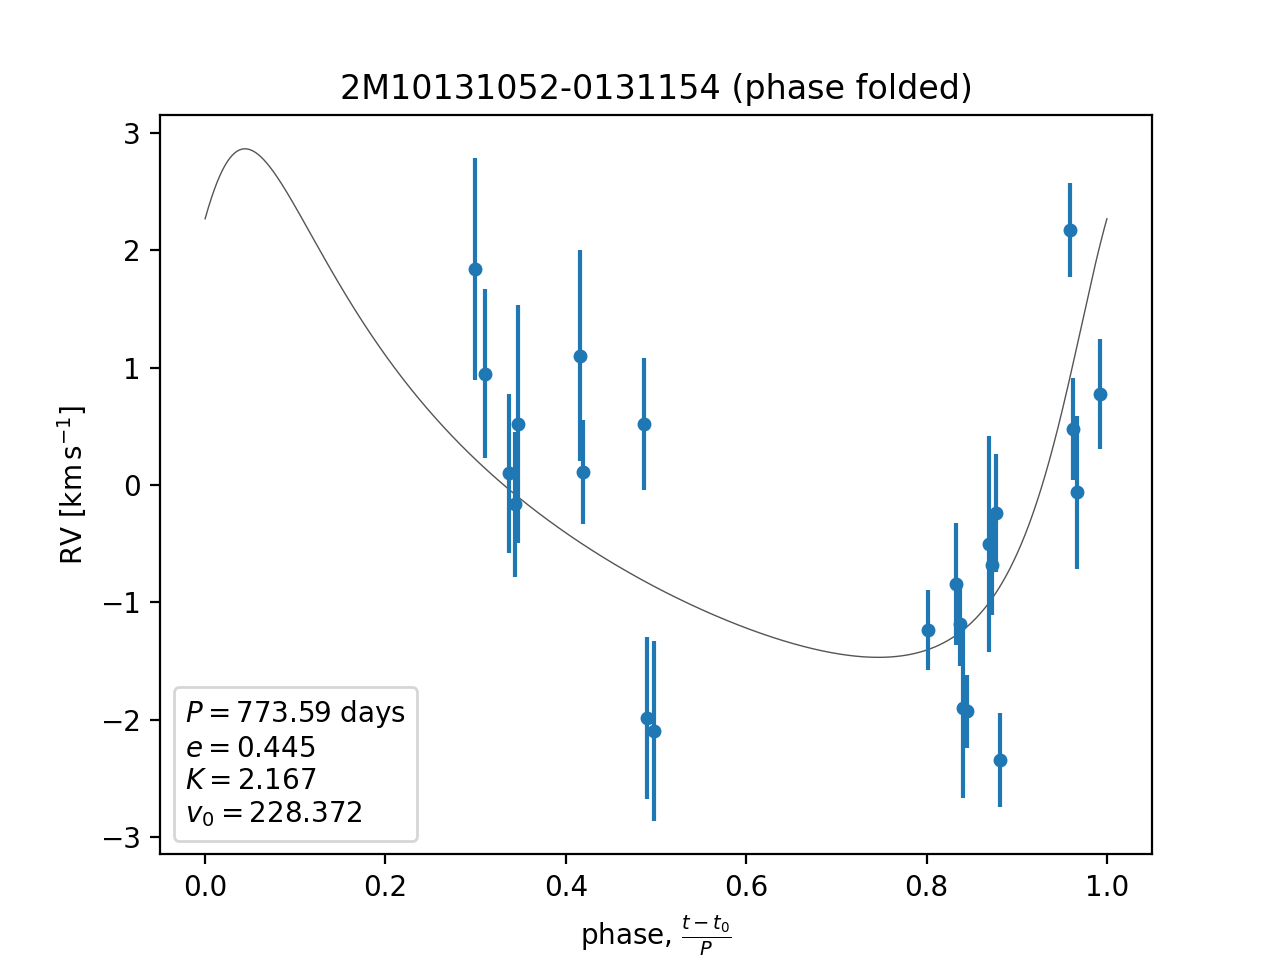 2M10131052-0131154 (phase folded)
3
2
1
0
−1
−2
−3
RV [km s⁻¹]
P = 773.59 days
e = 0.445
K = 2.167
v₀ = 228.372
0.0 0.2 0.4 0.6 0.8 1.0
phase, (t − t₀)/P